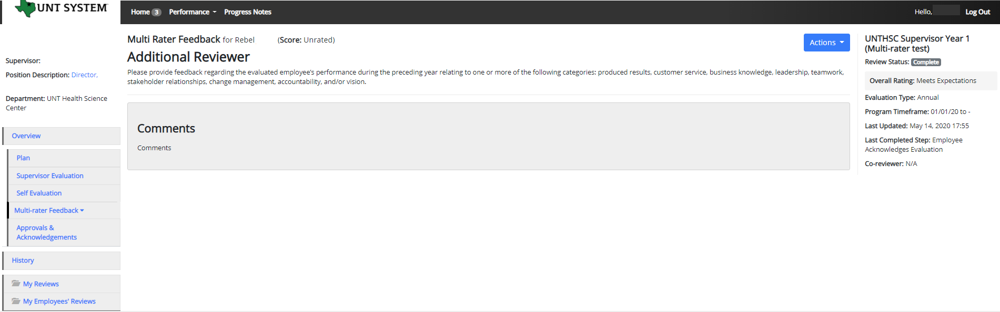 UNT SYSTEM
Home 3 Performance Progress Notes
Hello, Log Out
Supervisor:
Position Description: Director,
Department: UNT Health Science
Center
Overview
Plan
Supervisor Evaluation
Self Evaluation
Multi-rater Feedback
Approvals &
Acknowledgements
History
My Reviews
My Employees' Reviews
Multi Rater Feedback for Rebel (Score: Unrated)
Actions
Additional Reviewer
Please provide feedback regarding the evaluated employee's performance during the preceding year relating to one or more of the following categories: produced results, customer service, business knowledge, leadership, teamwork,
stakeholder relationships, change management, accountability, and/or vision.
Comments
Comments
UNTHSC Supervisor Year 1
(Multi-rater test)
Review Status: Complete
Overall Rating: Meets Expectations
Evaluation Type: Annual
Program Timeframe: 01/01/20 to -
Last Updated: May 14, 2020 17:55
Last Completed Step: Employee
Acknowledges Evaluation
Co-reviewer: N/A